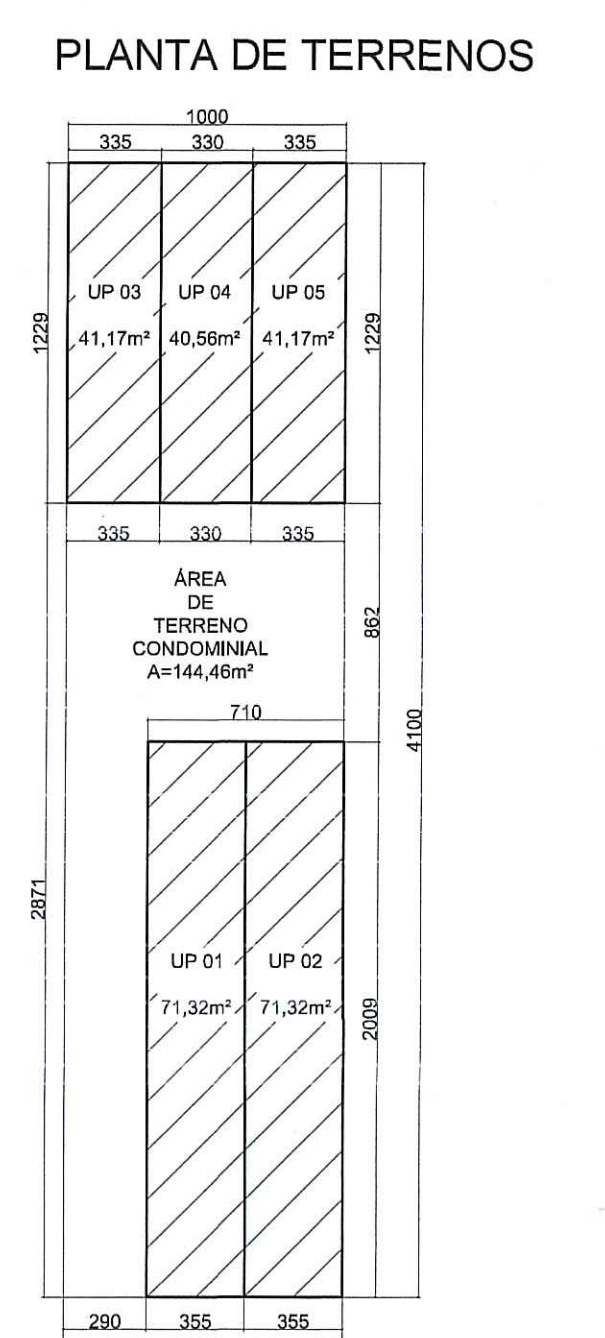 PLANTA DE TERRENOS
1000
335 330 335
UP 03 UP 04 UP 05
1229
1229
41,17m² 40,56m² 41,17m²
335 330 335
ÁREA
DE
TERRENO
CONDOMINIAL
A=144,46m²
862
710
4100
2871
UP 01 UP 02
71,32m² 71,32m²
2009
290 355 355